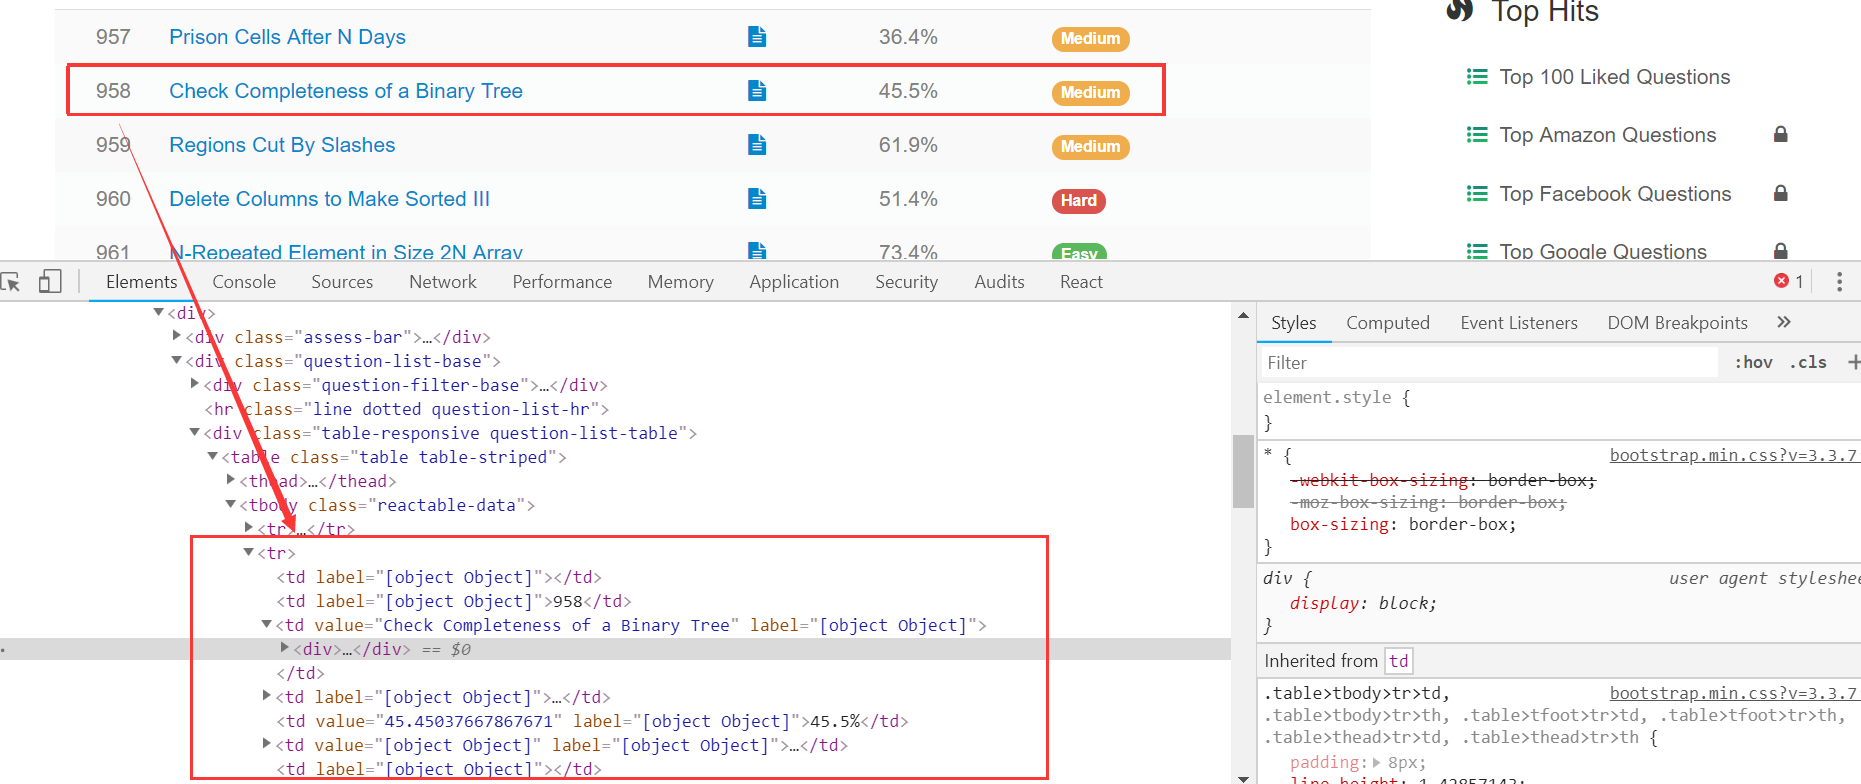 Top Hits
957 Prison Cells After N Days 36.4% Medium
958 Check Completeness of a Binary Tree 45.5% Medium
959 Regions Cut By Slashes 61.9% Medium
960 Delete Columns to Make Sorted III 51.4% Hard
961 N-Repeated Element in Size 2N Array 73.4% Easy
Top 100 Liked Questions
Top Amazon Questions
Top Facebook Questions
Top Google Questions
Elements Console Sources Network Performance Memory Application Security Audits React 1
<div>
<div class="assess-bar">…</div>
<div class="question-list-base">
<div class="question-filter-base">…</div>
<hr class="line dotted question-list-hr">
<div class="table-responsive question-list-table">
<table class="table table-striped">
<thead>…</thead>
<tbody class="reactable-data">
<tr>…</tr>
<tr>
<td label="[object Object]"></td>
<td label="[object Object]">958</td>
<td value="Check Completeness of a Binary Tree" label="[object Object]">
<div>…</div> == $0
</td>
<td label="[object Object]">…</td>
<td value="45.45037667867671" label="[object Object]">45.5%</td>
<td value="[object Object]" label="[object Object]">…</td>
<td label="[object Object]"></td>
Styles Computed Event Listeners DOM Breakpoints »
Filter :hov .cls +
element.style {
}
* { bootstrap.min.css?v=3.3.7
-webkit-box-sizing: border-box;
-moz-box-sizing: border-box;
box-sizing: border-box;
}
div { user agent styleshee
display: block;
}
Inherited from td
.table>tbody>tr>td, bootstrap.min.css?v=3.3.7
.table>tbody>tr>th, .table>tfoot>tr>td, .table>tfoot>tr>th,
.table>thead>tr>td, .table>thead>tr>th {
padding: 8px;
line-height: 1.42857143;